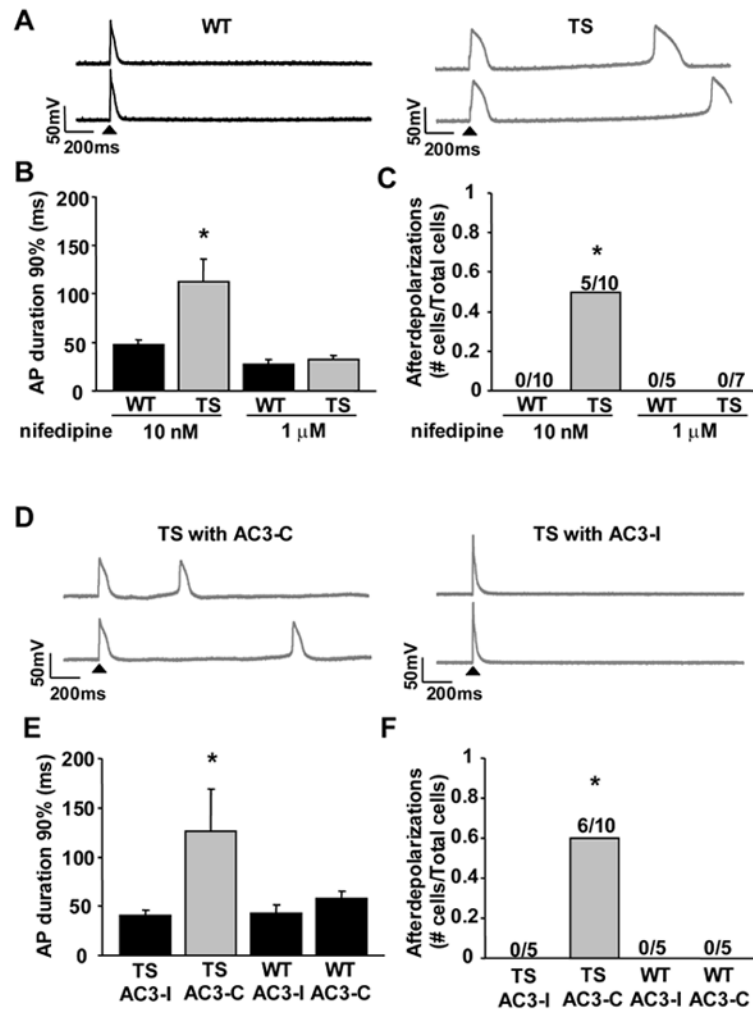 A
WT
TS
50mV
200ms
50mV
200ms
B
AP duration 90% (ms)
200
150
100
50
0
*
WT
TS
WT
TS
nifedipine
10 nM
1 μM
C
Afterdepolarizations
(# cells/Total cells)
1
0.8
0.6
0.4
0.2
0
*
0/10
5/10
0/5
0/7
WT
TS
WT
TS
nifedipine
10 nM
1 μM
D
TS with AC3-C
TS with AC3-I
50mV
200ms
50mV
200ms
E
AP duration 90% (ms)
200
150
100
50
0
*
TS
AC3-I
TS
AC3-C
WT
AC3-I
WT
AC3-C
F
Afterdepolarizations
(# cells/Total cells)
1
0.8
0.6
0.4
0.2
0
*
0/5
6/10
0/5
0/5
TS
AC3-I
TS
AC3-C
WT
AC3-I
WT
AC3-C